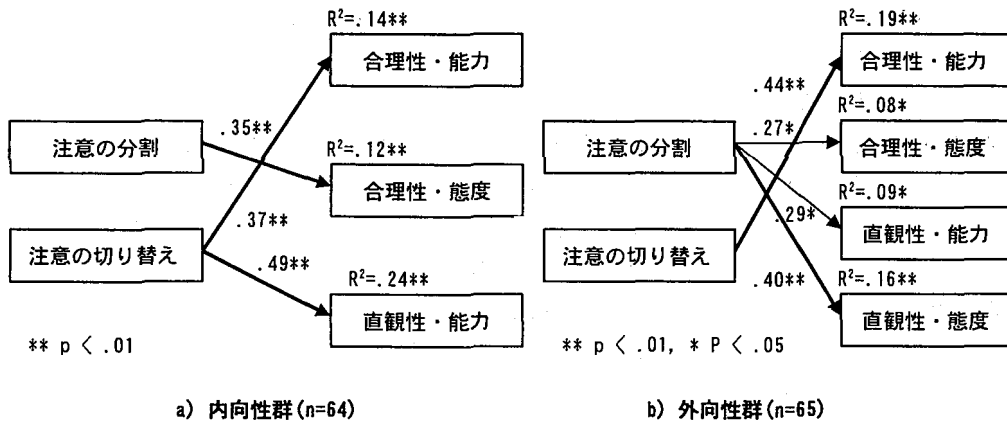 R²=.14**
合理性・能力
.35**
注意の分割
R²=.12**
合理性・態度
.37**
注意の切り替え
.49**
R²=.24**
直観性・能力
** p < .01
a) 内向性群(n=64)
R²=.19**
合理性・能力
.44**
R²=.08*
.27*
注意の分割
合理性・態度
R²=.09*
.29*
直観性・能力
注意の切り替え
.40**
R²=.16**
直観性・態度
** p < .01, * P < .05
b) 外向性群(n=65)